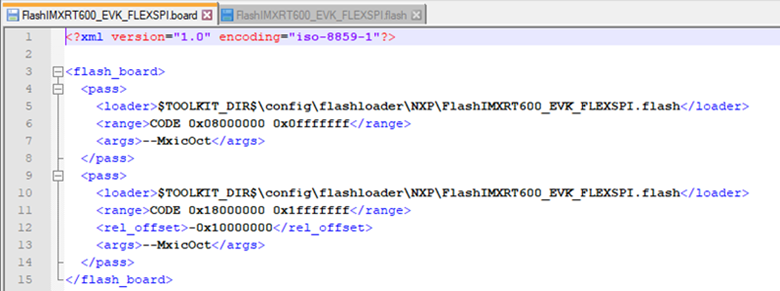 FlashIMXRT600_EVK_FLEXSPI.board FlashIMXRT600_EVK_FLEXSPI.flash
1 <?xml version="1.0" encoding="iso-8859-1"?>
2
3 <flash_board>
4 <pass>
5 <loader>$TOOLKIT_DIR$\config\flashloader\NXP\FlashIMXRT600_EVK_FLEXSPI.flash</loader>
6 <range>CODE 0x08000000 0x0fffffff</range>
7 <args>--MxicOct</args>
8 </pass>
9 <pass>
10 <loader>$TOOLKIT_DIR$\config\flashloader\NXP\FlashIMXRT600_EVK_FLEXSPI.flash</loader>
11 <range>CODE 0x18000000 0x1fffffff</range>
12 <rel_offset>-0x10000000</rel_offset>
13 <args>--MxicOct</args>
14 </pass>
15 </flash_board>